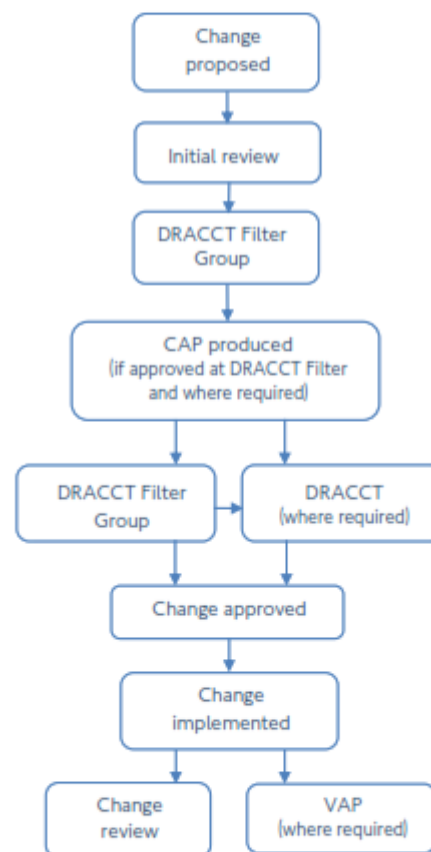 Change
proposed
Initial review
DRACCT Filter
Group
CAP produced
(if approved at DRACCT Filter
and where required)
DRACCT Filter
Group
DRACCT
(where required)
Change approved
Change
implemented
Change
review
VAP
(where required)